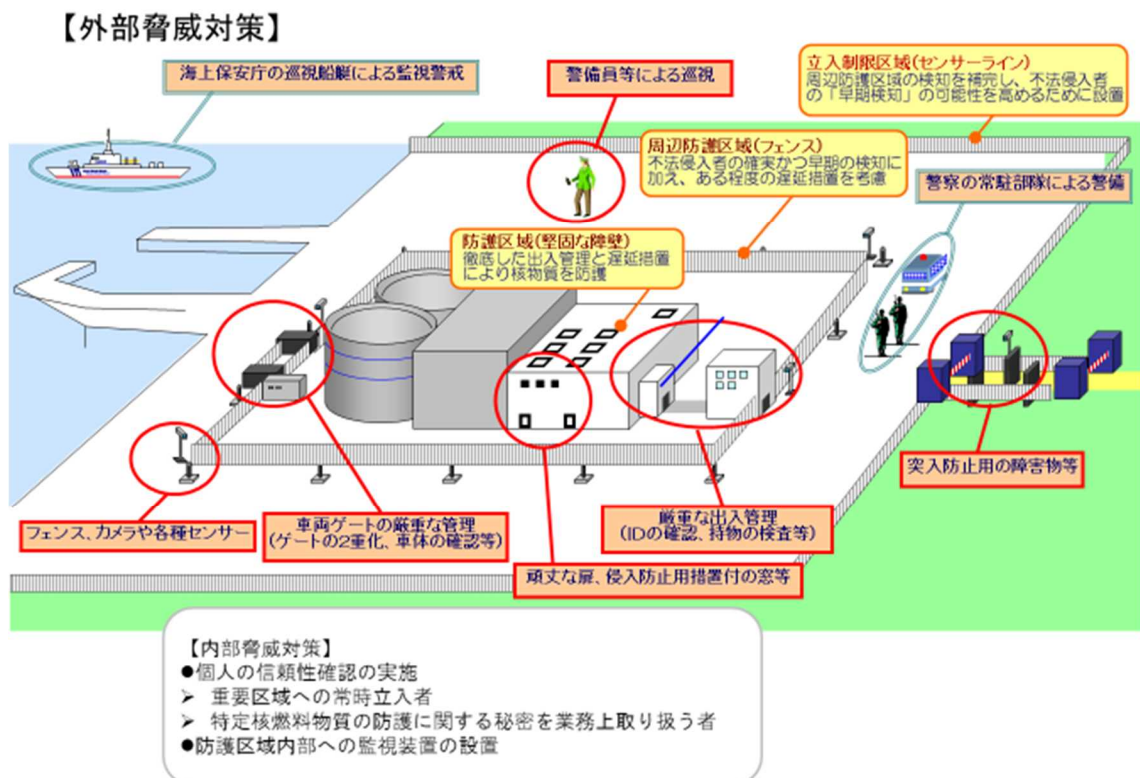 【外部脅威対策】
海上保安庁の巡視船艇による監視警戒
警備員等による巡視
立入制限区域(センサーライン)
周辺防護区域の検知を補完し、不法侵入者
の「早期検知」の可能性を高めるために設置
周辺防護区域(フェンス)
不法侵入者の確実かつ早期の検知に
加え、ある程度の遅延措置を考慮
警察の常駐部隊による警備
防護区域(堅固な障壁)
徹底した出入管理と遅延措置
により核物質を防護
突入防止用の障害物等
フェンス、カメラや各種センサー
車両ゲートの厳重な管理
(ゲートの2重化、車体の確認等)
厳重な出入管理
(IDの確認、持物の検査等)
頑丈な扉、侵入防止用措置付の窓等
【内部脅威対策】
●個人の信頼性確認の実施
➢ 重要区域への常時立入者
➢ 特定核燃料物質の防護に関する秘密を業務上取り扱う者
●防護区域内部への監視装置の設置